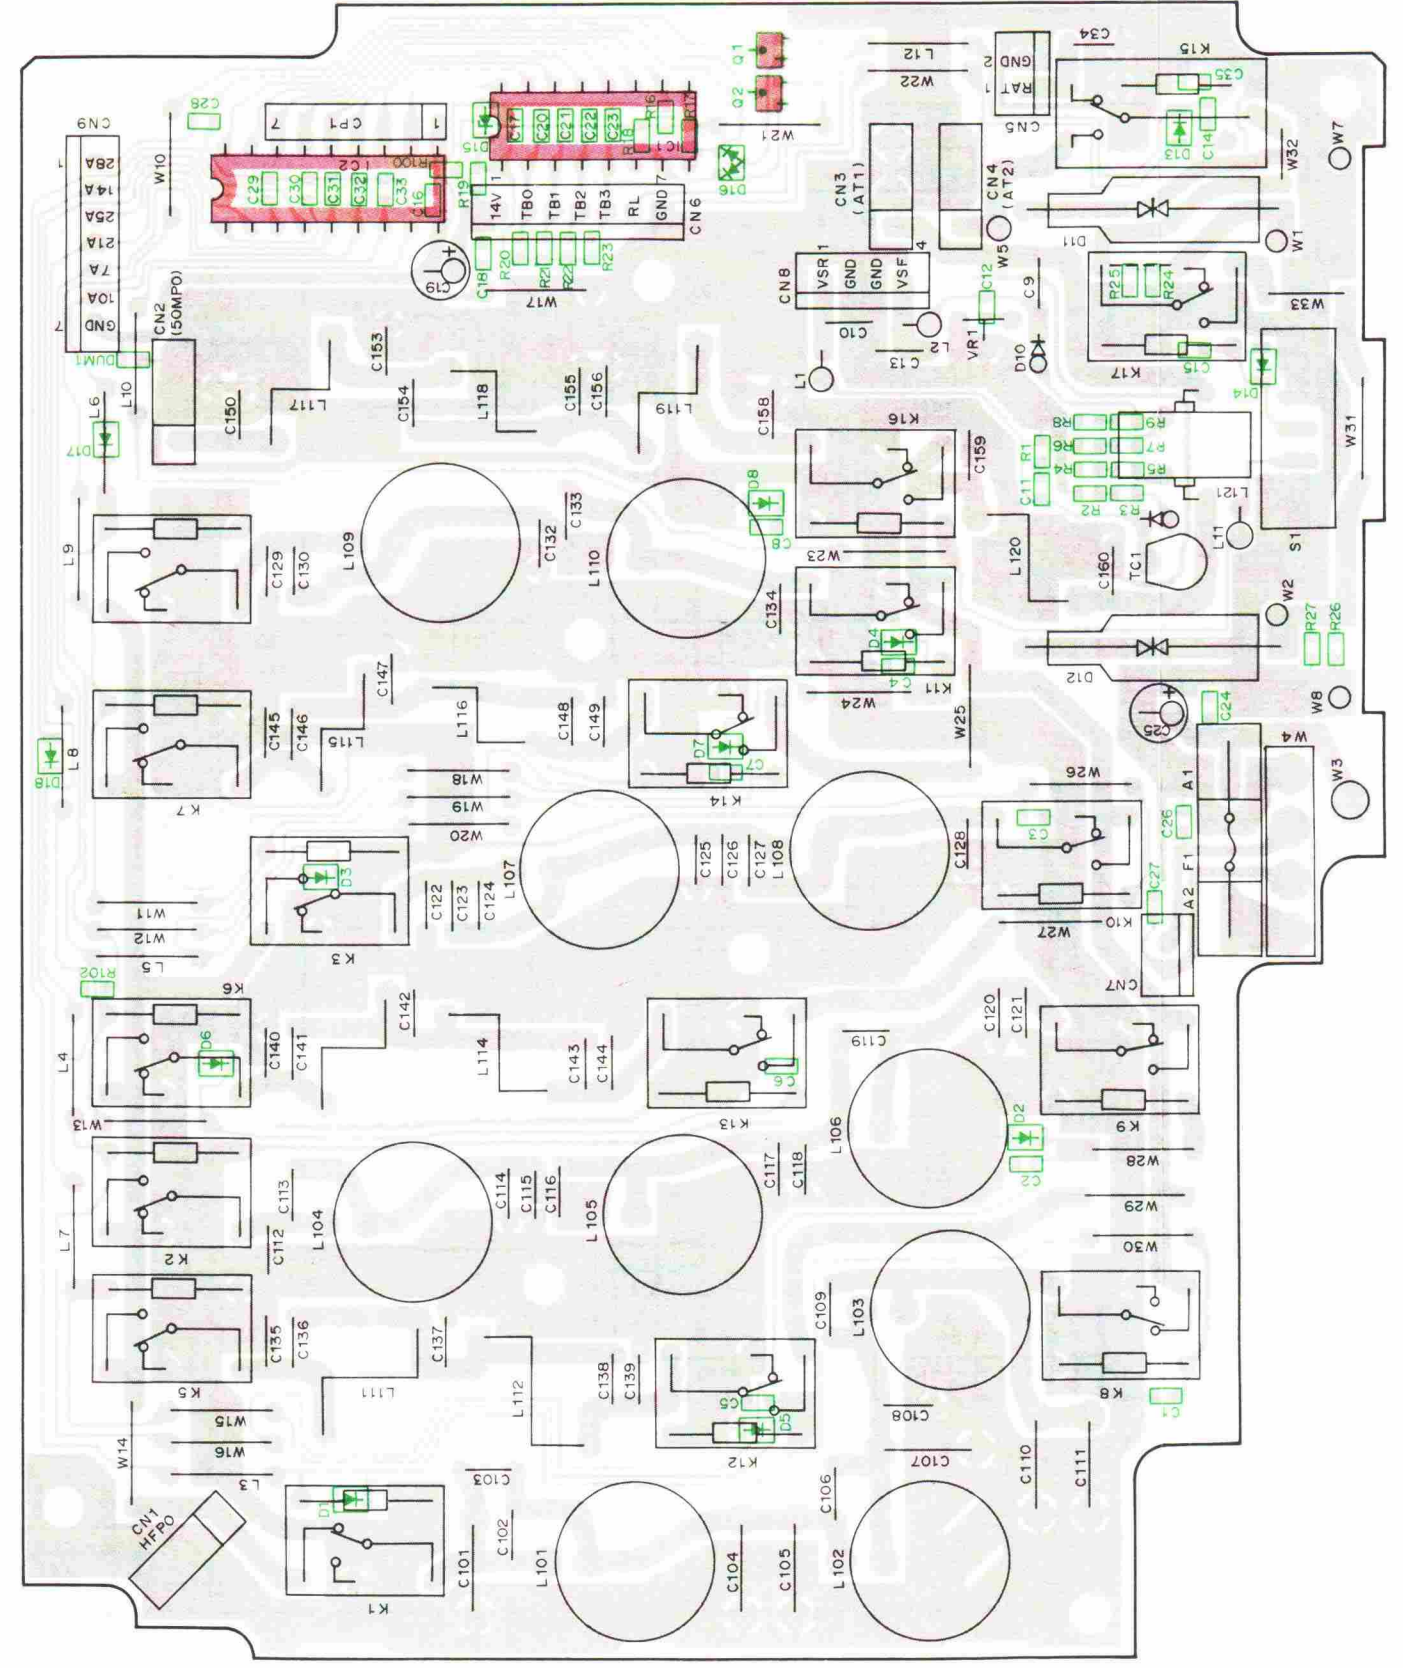 Q1
Q2
L12
W22
W21
GND 2
RAT 1
CN5
C34
K15
C35
C14
D13
W32
W7
CN9
1
28A
14A
25A
21A
7A
10A
GND
7
C28
W10
7
CP1
1
IC2
R100
C29
C30
C31
C32
C33
C16
D15
C17
C20
C21
C22
C23
R18
R16
R17
IC1
R19
1
14V
TB0
TB1
TB2
TB3
RL
GND
7
CN6
D16
CN3
(AT1)
CN4
(AT2)
W5
D11
W1
C19
C18
R20
R21
R22
R23
W17
CN8
VSR 1
GND
GND
VSF 4
C10
L2
C13
L1
VR1
C12
C9
D10
R25
R24
K17
C15
W33
D14
CN2
(50MPO)
DUM1
L10
L6
D17
C150
L117
C153
C154
L118
C155
C156
L119
C158
K16
C159
R1
C11
R8
R6
R4
R2
R9
R7
R5
R3
L121
L11
S1
W31
L9
C129
C130
L109
C132
C133
L110
D8
C8
W23
C134
D4
C4
K11
W24
L120
C160
TC1
W2
D12
R27
R26
W8
C25
C24
W4
W3
D18
L8
K7
C145
C146
L115
C147
L116
C148
C149
D7
C7
K14
W25
W18
W19
W20
L107
C125
C126
C127
L108
C128
W26
C3
K10
W27
A1
F1
A2
C26
C27
CN7
D3
K3
C122
C123
C124
W11
W12
L5
R102
K6
D6
L4
W13
C140
C141
C142
L114
C143
C144
C6
K13
C119
C120
C121
K9
L106
D2
C2
W28
W29
W30
L7
K2
C113
C112
L104
C114
C115
C116
L105
C117
C118
K5
C135
C136
L111
C137
L112
C138
C139
C5
D5
K12
C109
L103
K8
C1
C108
C107
C110
C111
W15
W16
W14
L3
CN1
HFPO
D1
K1
C103
C102
C101
L101
C104
C105
C106
L102